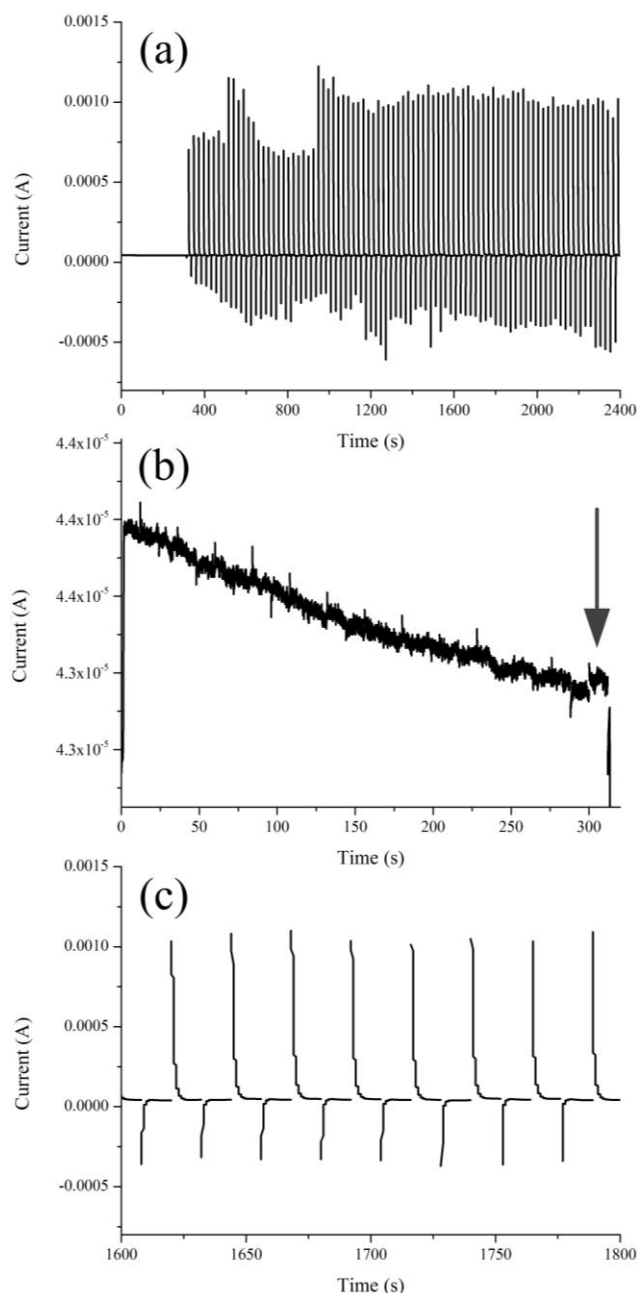 (a)
0.0015
0.0010
0.0005
0.0000
-0.0005
Current (A)
0 400 800 1200 1600 2000 2400
Time (s)
(b)
4.4x10⁻⁵
4.4x10⁻⁵
4.4x10⁻⁵
4.3x10⁻⁵
4.3x10⁻⁵
Current (A)
0 50 100 150 200 250 300
Time (s)
(c)
0.0015
0.0010
0.0005
0.0000
-0.0005
Current (A)
1600 1650 1700 1750 1800
Time (s)